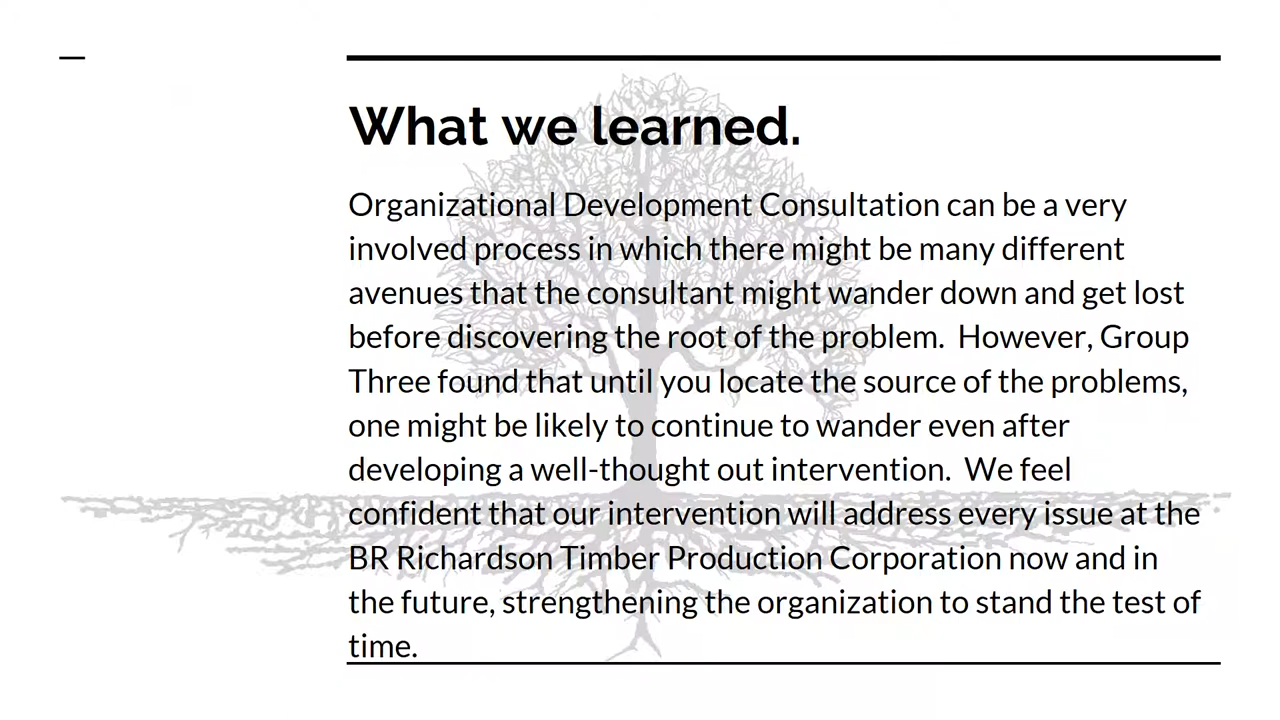 What we learned.
Organizational Development Consultation can be a very
involved process in which there might be many different
avenues that the consultant might wander down and get lost
before discovering the root of the problem.  However, Group
Three found that until you locate the source of the problems,
one might be likely to continue to wander even after
developing a well-thought out intervention.  We feel
confident that our intervention will address every issue at the
BR Richardson Timber Production Corporation now and in
the future, strengthening the organization to stand the test of
time.